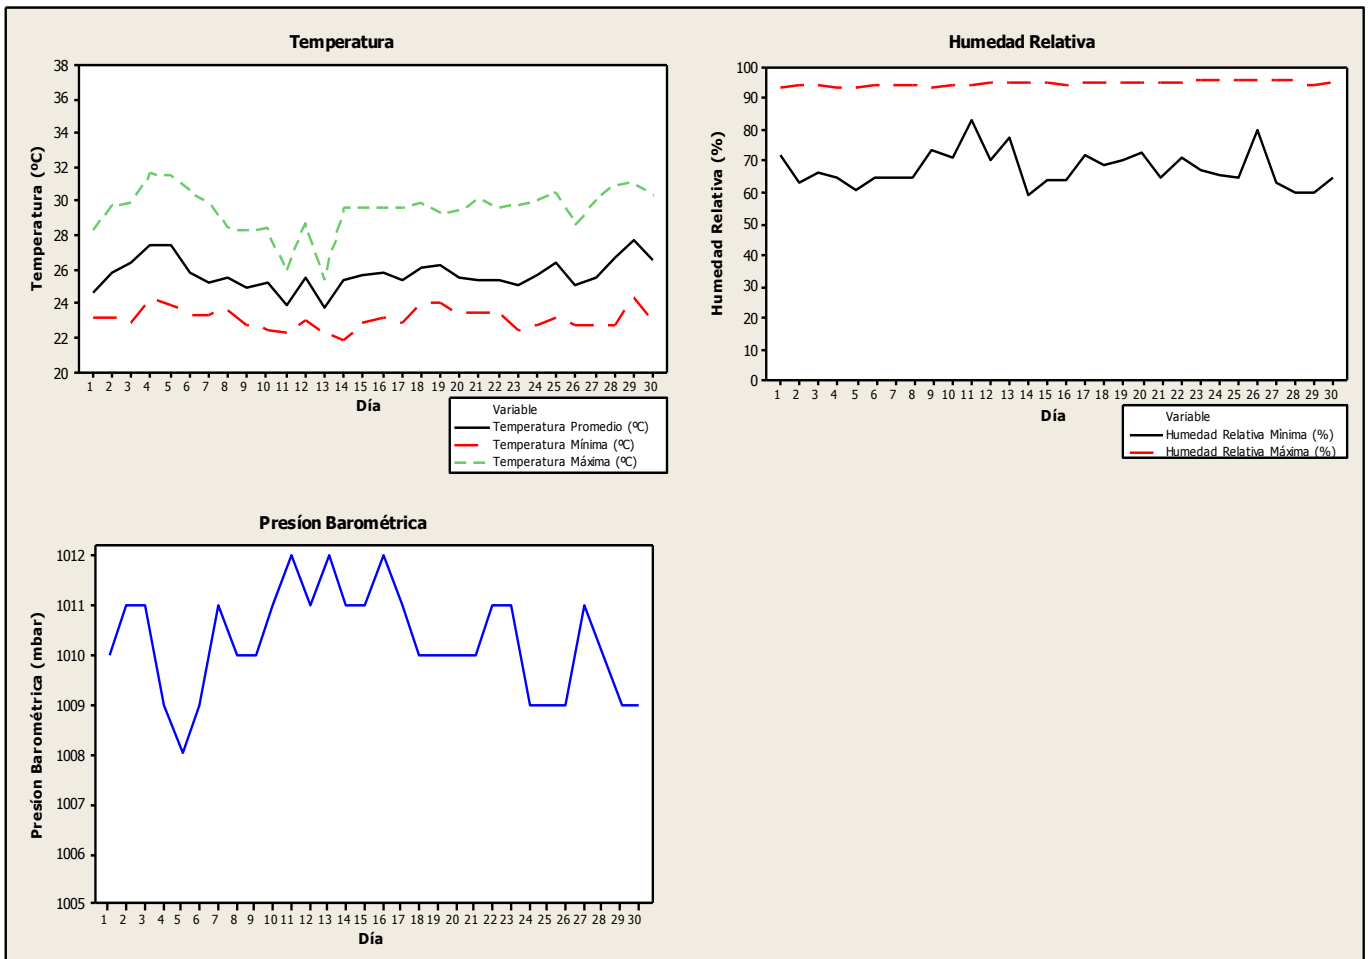 Temperatura
38
36
34
32
30
28
26
24
22
20
Temperatura (ºC)
1 2 3 4 5 6 7 8 9 10 11 12 13 14 15 16 17 18 19 20 21 22 23 24 25 26 27 28 29 30
Día
Variable
Temperatura Promedio (ºC)
Temperatura Mínima (ºC)
Temperatura Máxima (ºC)
Humedad Relativa
100
90
80
70
60
50
40
30
20
10
0
Humedad Relativa (%)
1 2 3 4 5 6 7 8 9 10 11 12 13 14 15 16 17 18 19 20 21 22 23 24 25 26 27 28 29 30
Día
Variable
Humedad Relativa Mìnima (%)
Humedad Relativa Máxima (%)
Presíon Barométrica
1012
1011
1010
1009
1008
1007
1006
1005
Presíon Barométrica (mbar)
1 2 3 4 5 6 7 8 9 10 11 12 13 14 15 16 17 18 19 20 21 22 23 24 25 26 27 28 29 30
Día